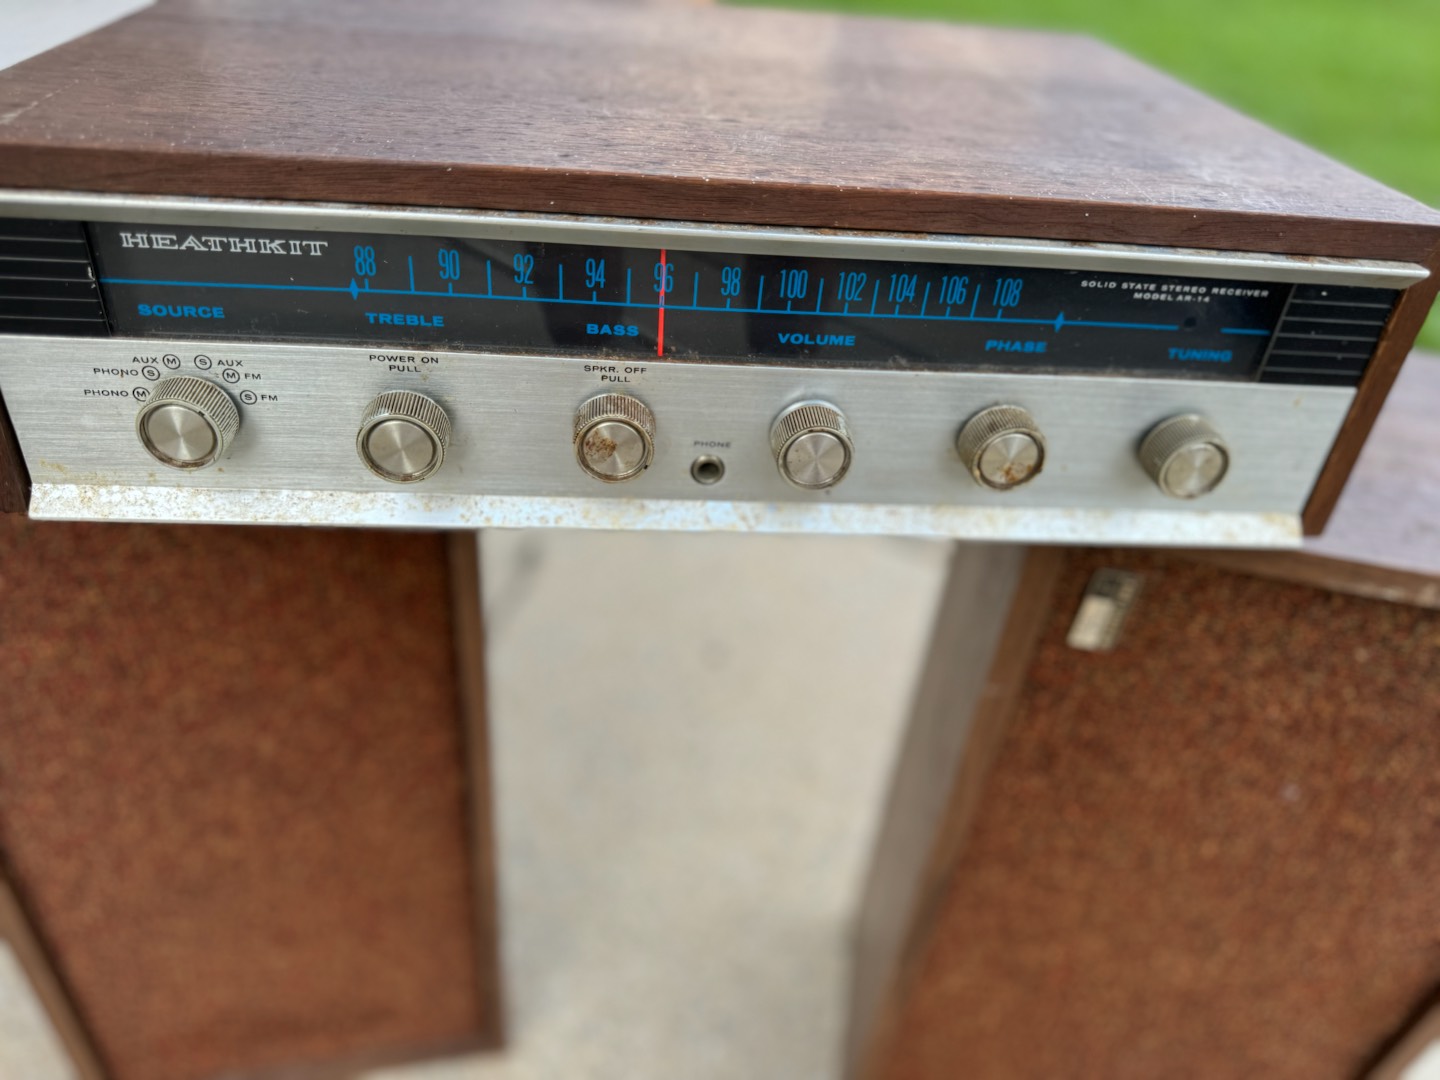 HEATHKIT
88 90 92 94 96 98 100 102 104 106 108
SOLID STATE STEREO RECEIVER
MODEL AR-14
SOURCE TREBLE BASS VOLUME PHASE TUNING
AUX M S AUX
PHONO S M FM
PHONO M S FM
POWER ON
PULL
SPKR. OFF
PULL
PHONE